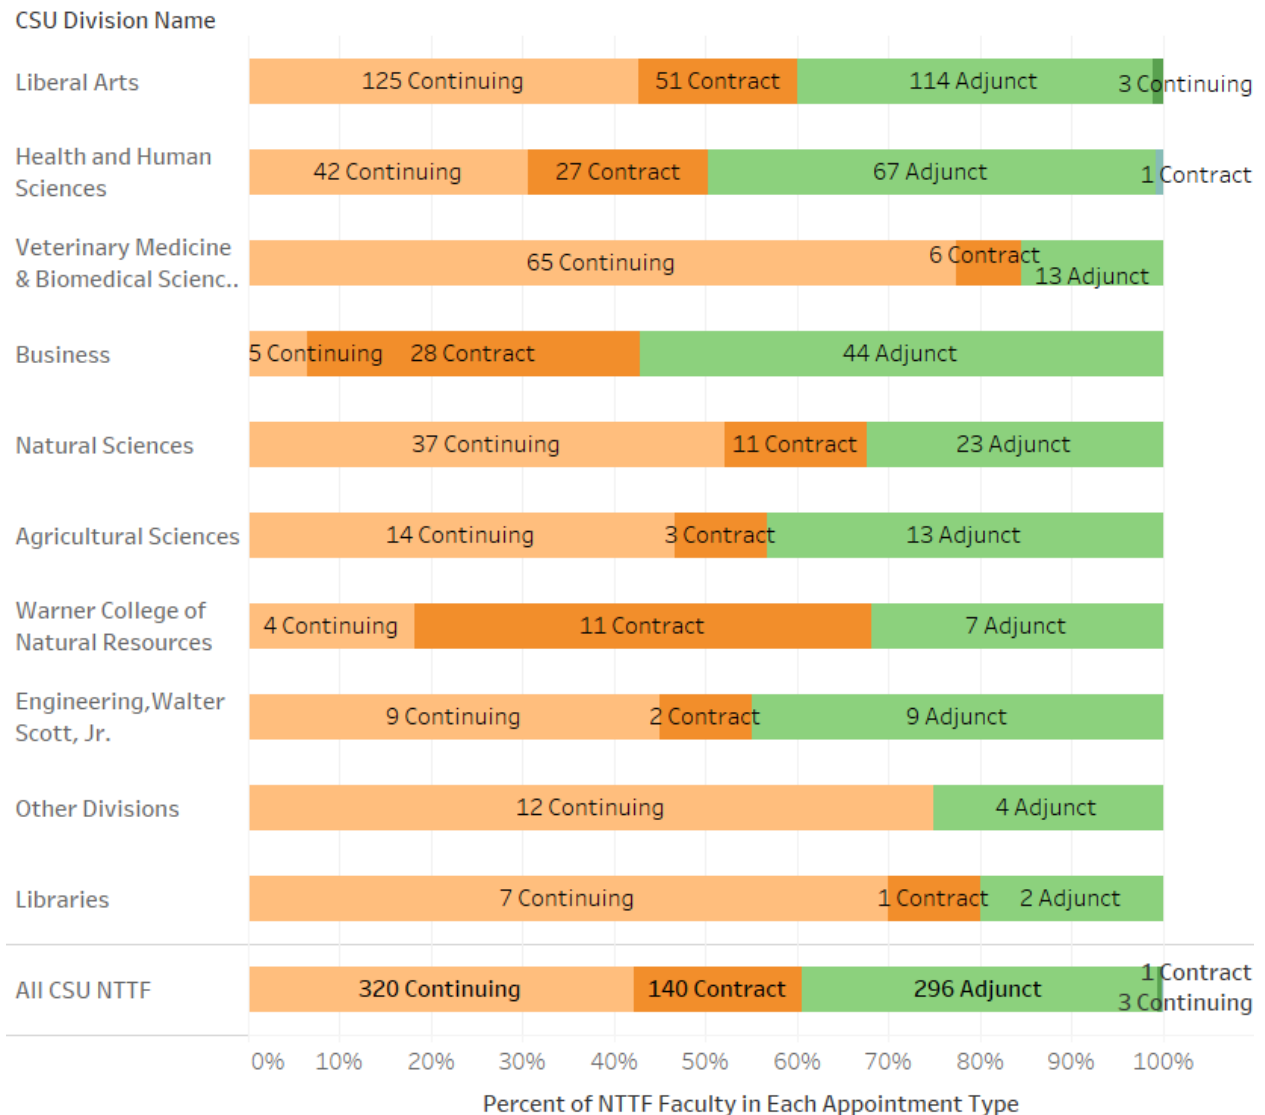 CSU Division Name
Liberal Arts
125 Continuing
51 Contract
114 Adjunct
3 Continuing
Health and Human
Sciences
42 Continuing
27 Contract
67 Adjunct
1 Contract
Veterinary Medicine
& Biomedical Scienc..
65 Continuing
6 Contract
13 Adjunct
Business
5 Continuing
28 Contract
44 Adjunct
Natural Sciences
37 Continuing
11 Contract
23 Adjunct
Agricultural Sciences
14 Continuing
3 Contract
13 Adjunct
Warner College of
Natural Resources
4 Continuing
11 Contract
7 Adjunct
Engineering,Walter
Scott, Jr.
9 Continuing
2 Contract
9 Adjunct
Other Divisions
12 Continuing
4 Adjunct
Libraries
7 Continuing
1 Contract
2 Adjunct
All CSU NTTF
320 Continuing
140 Contract
296 Adjunct
1 Contract
3 Continuing
0% 10% 20% 30% 40% 50% 60% 70% 80% 90% 100%
Percent of NTTF Faculty in Each Appointment Type